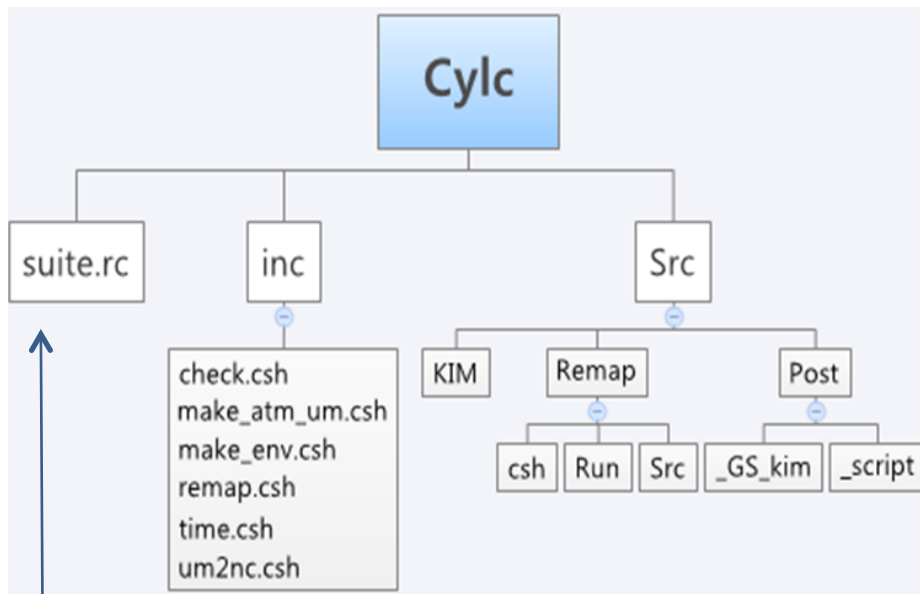 Cylc
suite.rc
inc
Src
check.csh
make_atm_um.csh
make_env.csh
remap.csh
time.csh
um2nc.csh
KIM
Remap
Post
csh
Run
Src
_GS_kim
_script